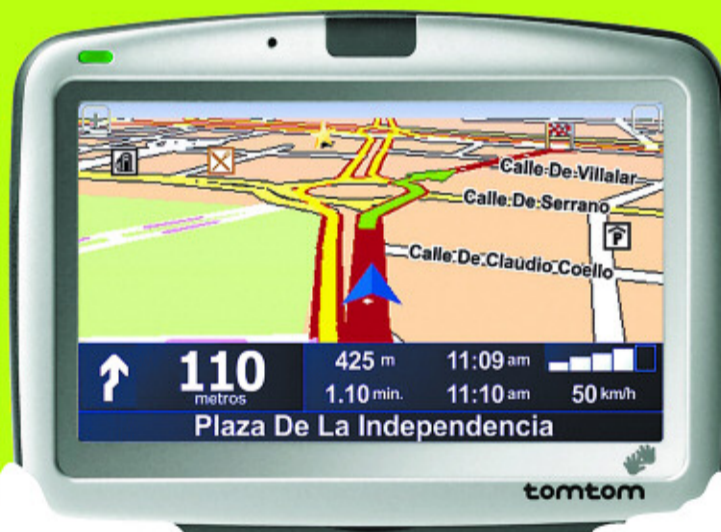 Calle De Villalar
Calle De Serrano
P
Calle De Claudio Coello
110
metros
425 m
11:09 am
1.10 min.
11:10 am
50 km/h
Plaza De La Independencia
tomtom